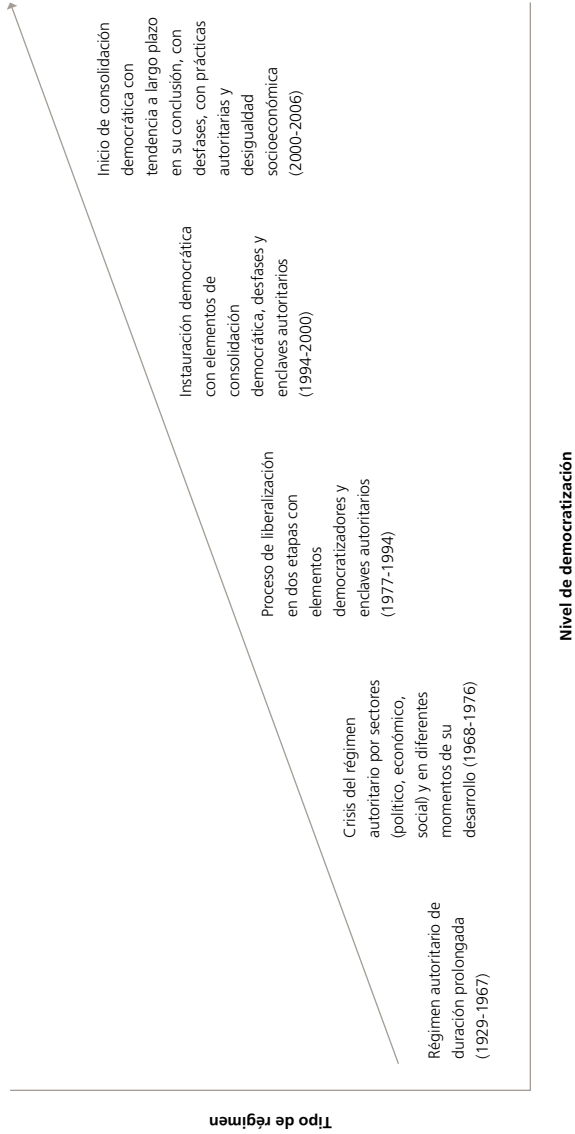 Tipo de régimen
Régimen autoritario de
duración prolongada
(1929-1967)
Crisis del régimen
autoritario por sectores
(político, económico,
social) y en diferentes
momentos de su
desarrollo (1968-1976)
Proceso de liberalización
en dos etapas con
elementos
democratizadores y
enclaves autoritarios
(1977-1994)
Instauración democrática
con elementos de
consolidación
democrática, desfases y
enclaves autoritarios
(1994-2000)
Inicio de consolidación
democrática con
tendencia a largo plazo
en su conclusión, con
desfases, con prácticas
autoritarias y
desigualdad
socioeconómica
(2000-2006)
Nivel de democratización